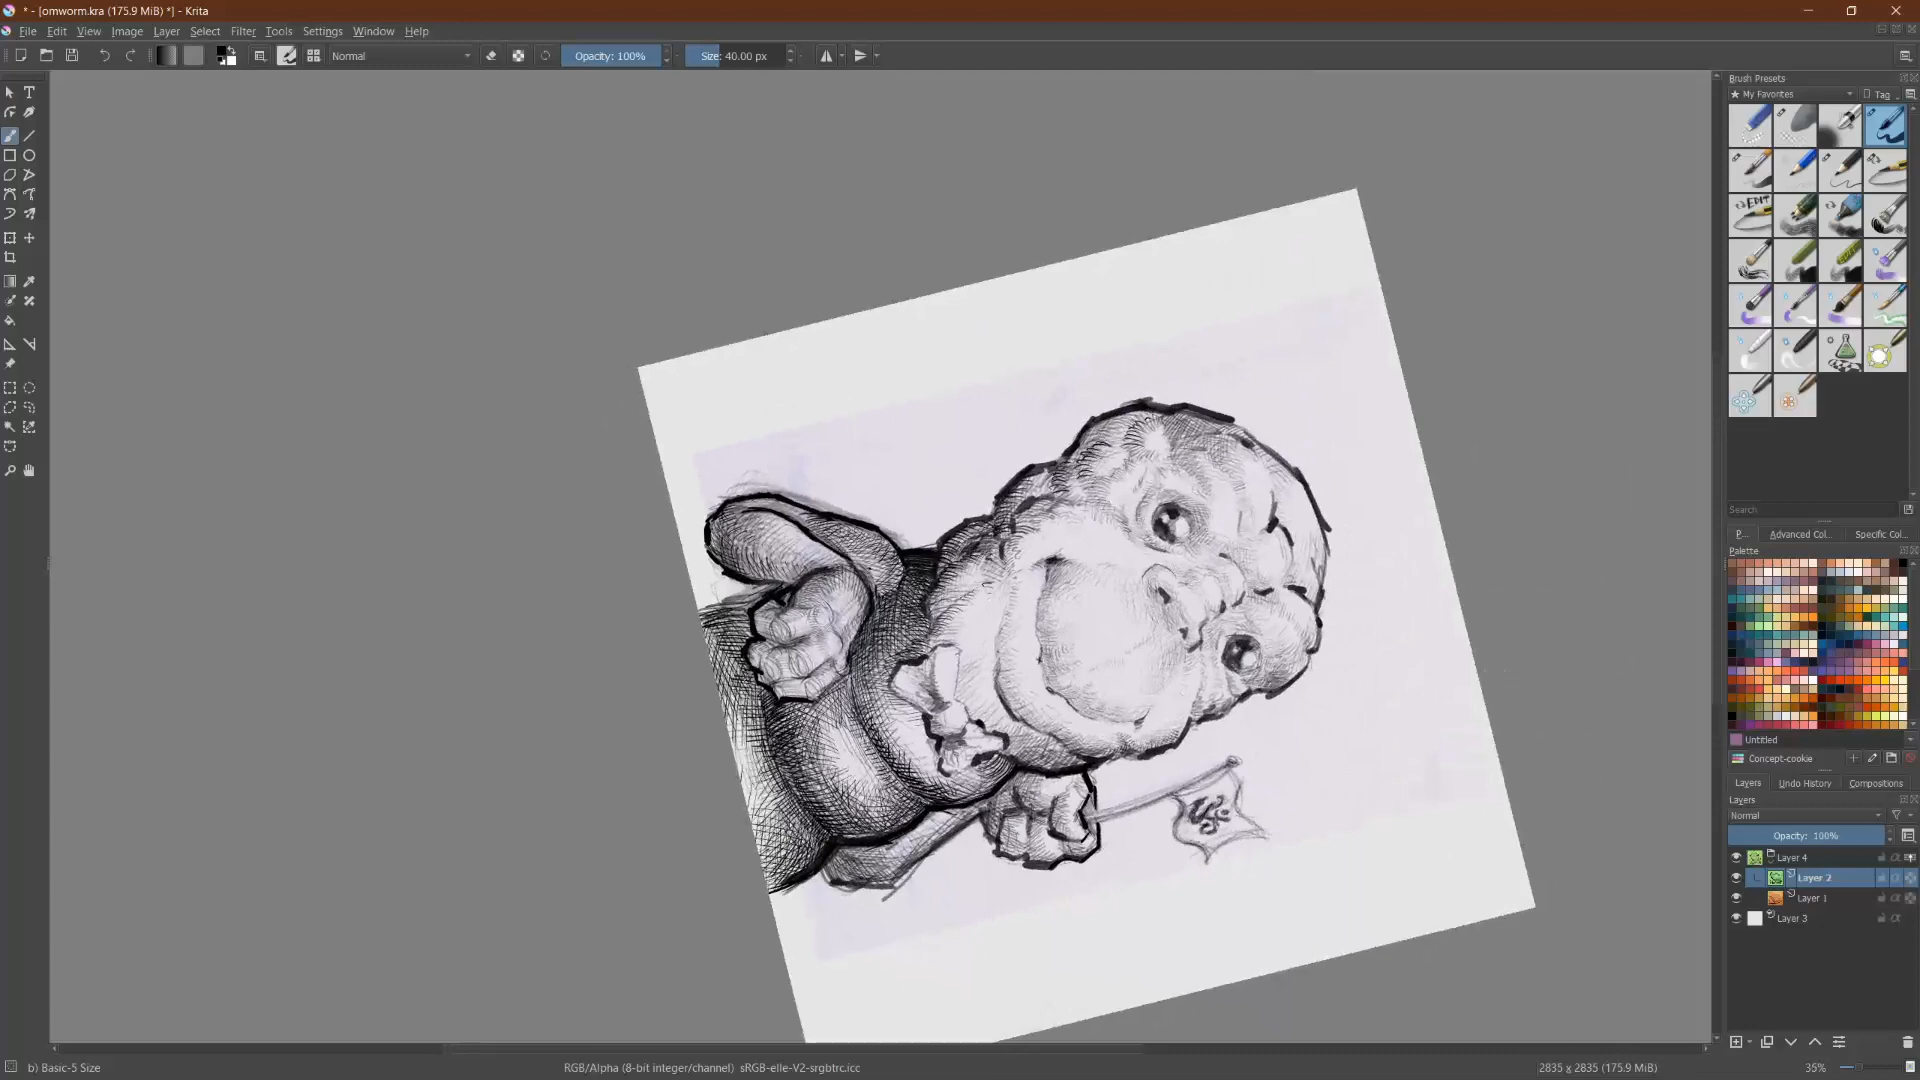 * - [omworm.kra (175.9 MiB) *] - Krita
File Edit View Image Layer Select Filter Tools Settings Window Help
Normal
Opacity: 100%
Size: 40.00 px
Brush Presets
My Favorites
Tag
EDIT
Search
P...
Advanced Col...
Specific Col...
Palette
Untitled
Concept-cookie
Layers
Undo History
Compositions
Layers
Normal
Opacity: 100%
Layer 4
Layer 2
Layer 1
Layer 3
b) Basic-5 Size
RGB/Alpha (8-bit integer/channel) sRGB-elle-V2-srgbtrc.icc
2835 x 2835 (175.9 MiB)
35%